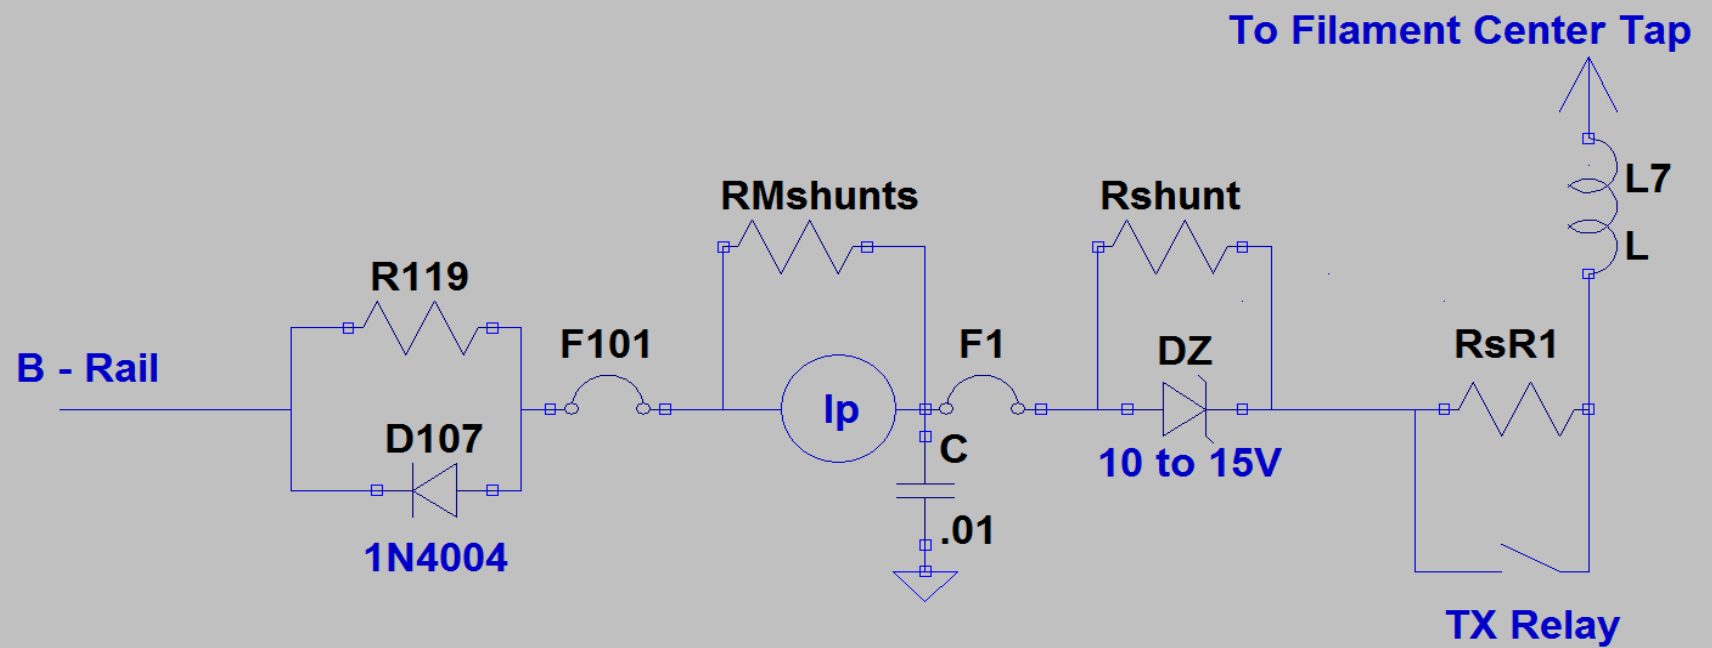 To Filament Center Tap
L7
L
RMshunts
Rshunt
R119
F101
F1
DZ
RsR1
B - Rail
Ip
D107
C
10 to 15V
.01
1N4004
TX Relay